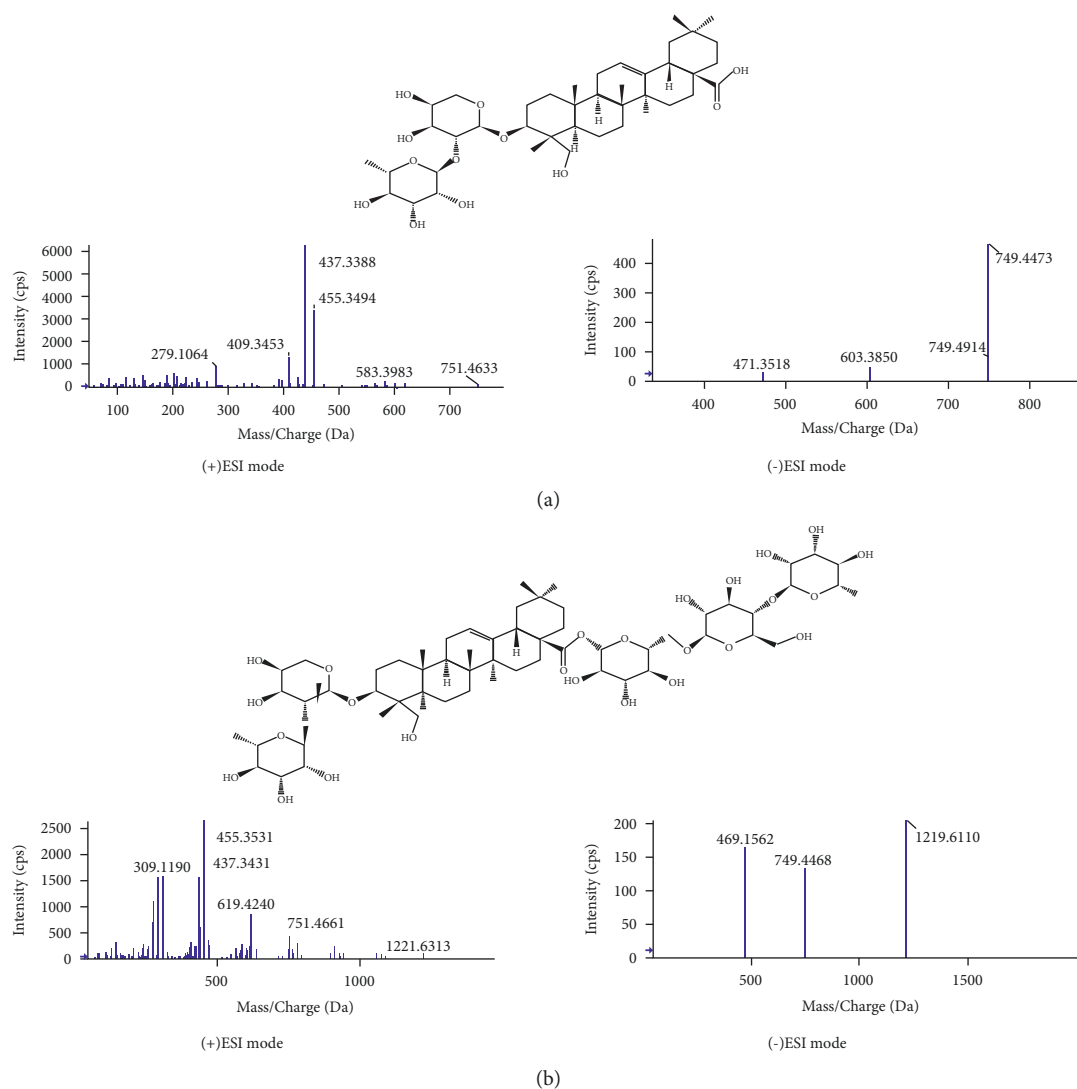 OH
O
H
HO
O
H
HO
O
O
H
HO
O
HO
OH
HO
OH
Intensity (cps)
6000
5000
4000
3000
2000
1000
0
437.3388
455.3494
409.3453
279.1064
583.3983
751.4633
100 200 300 400 500 600 700
Mass/Charge (Da)
(+)ESI mode
Intensity (cps)
400
300
200
100
0
749.4473
749.4914
603.3850
471.3518
400 500 600 700 800
Mass/Charge (Da)
(-)ESI mode
(a)
OH
HO
OH
OH
HO
O
O
OH
O
O
O
H
O
HO
OH
OH
HO
O
H
HO
O
HO
O
HO
OH
OH
Intensity (cps)
2500
2000
1500
1000
500
0
455.3531
437.3431
309.1190
619.4240
751.4661
1221.6313
500 1000
Mass/Charge (Da)
(+)ESI mode
Intensity (cps)
200
150
100
50
0
469.1562
749.4468
1219.6110
500 1000 1500
Mass/Charge (Da)
(-)ESI mode
(b)